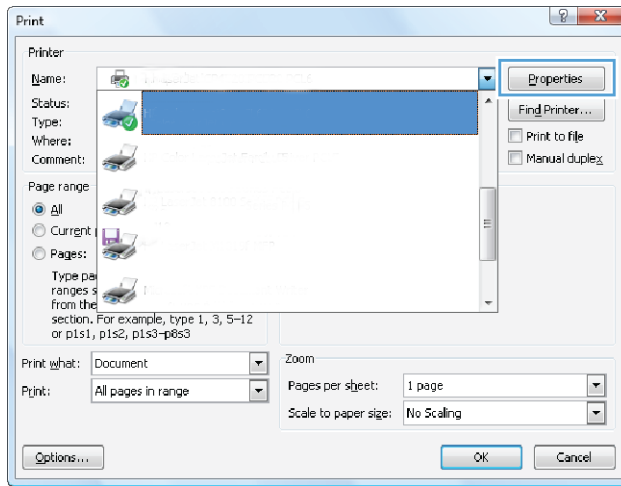 Print
Printer
Name:
Properties
Status:
Find Printer...
Type:
Where:
Print to file
Comment:
Manual duplex
Page range
All
Current
Pages:
Type
ranges
from the
section. For example, type 1, 3, 5–12
or p1s1, p1s2, p1s3–p8s3
Print what: Document
Print: All pages in range
Zoom
Pages per sheet: 1 page
Scale to paper size: No Scaling
Options...
OK
Cancel